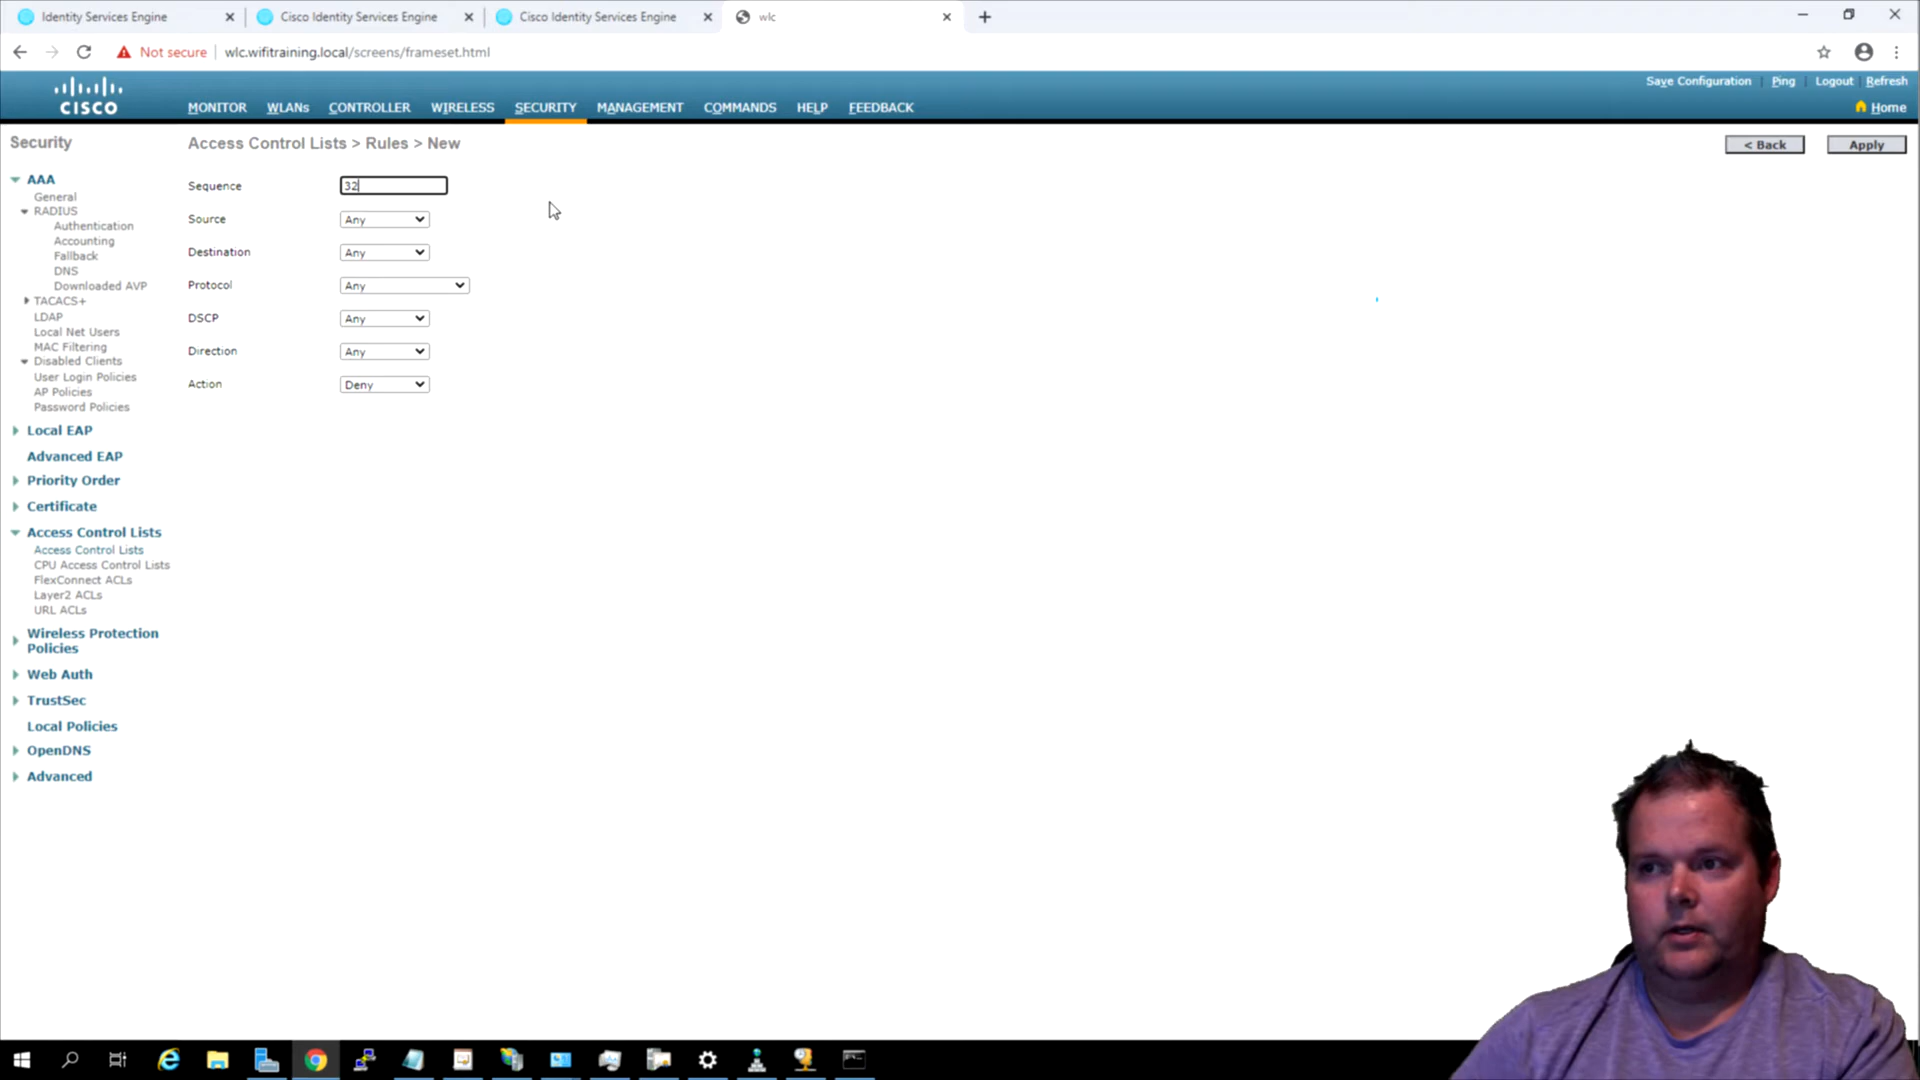 Identity Services Engine
Cisco Identity Services Engine
Cisco Identity Services Engine
wlc
Not secure
wlc.wifitraining.local/screens/frameset.html
Save Configuration
Ping
Logout
Refresh
CISCO
MONITOR
WLANs
CONTROLLER
WIRELESS
SECURITY
MANAGEMENT
COMMANDS
HELP
FEEDBACK
Home
Security
Access Control Lists > Rules > New
< Back
Apply
AAA
General
RADIUS
Authentication
Accounting
Fallback
DNS
Downloaded AVP
TACACS+
LDAP
Local Net Users
MAC Filtering
Disabled Clients
User Login Policies
AP Policies
Password Policies
Local EAP
Advanced EAP
Priority Order
Certificate
Access Control Lists
Access Control Lists
CPU Access Control Lists
FlexConnect ACLs
Layer2 ACLs
URL ACLs
Wireless Protection
Policies
Web Auth
TrustSec
Local Policies
OpenDNS
Advanced
Sequence 32
Source Any
Destination Any
Protocol Any
DSCP Any
Direction Any
Action Deny